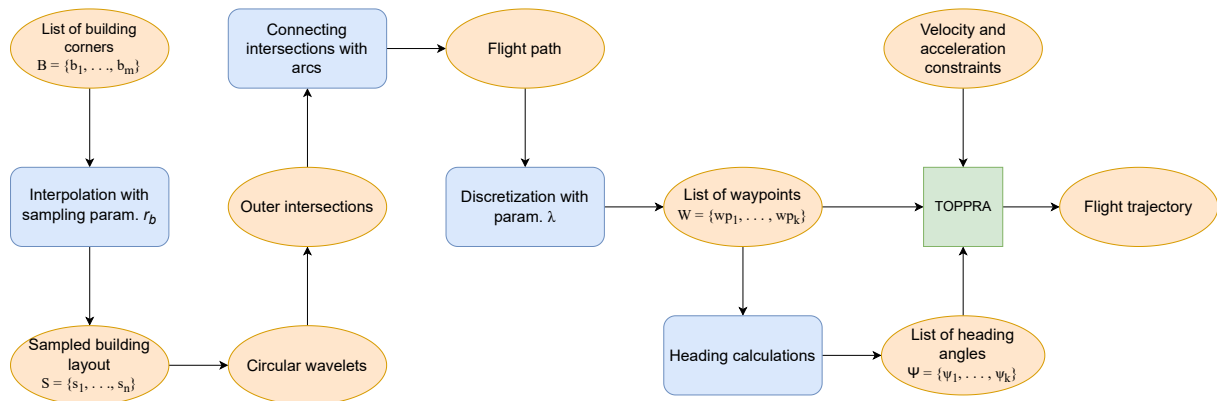 List of building
corners
B = {b₁, . . ., bₘ}
Interpolation with
sampling param. r_b
Sampled building
layout
S = {s₁, . . ., sₙ}
Circular wavelets
Outer intersections
Connecting
intersections with
arcs
Flight path
Discretization with
param. λ
List of waypoints
W = {wp₁, . . . , wpₖ}
Heading calculations
List of heading
angles
Ψ = {ψ₁, . . . , ψₖ}
Velocity and
acceleration
constraints
TOPPRA
Flight trajectory